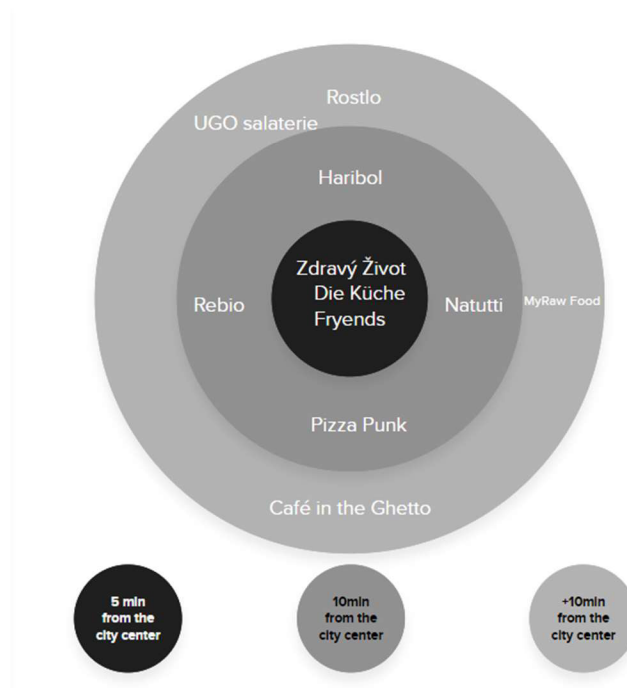 Rostlo
UGO salaterie
Haribol
Zdravý Život
Die Küche
Fryends
Rebio
Natutti
MyRaw Food
Pizza Punk
Café in the Ghetto
5 min
from the
city center
10min
from the
city center
+10min
from the
city center